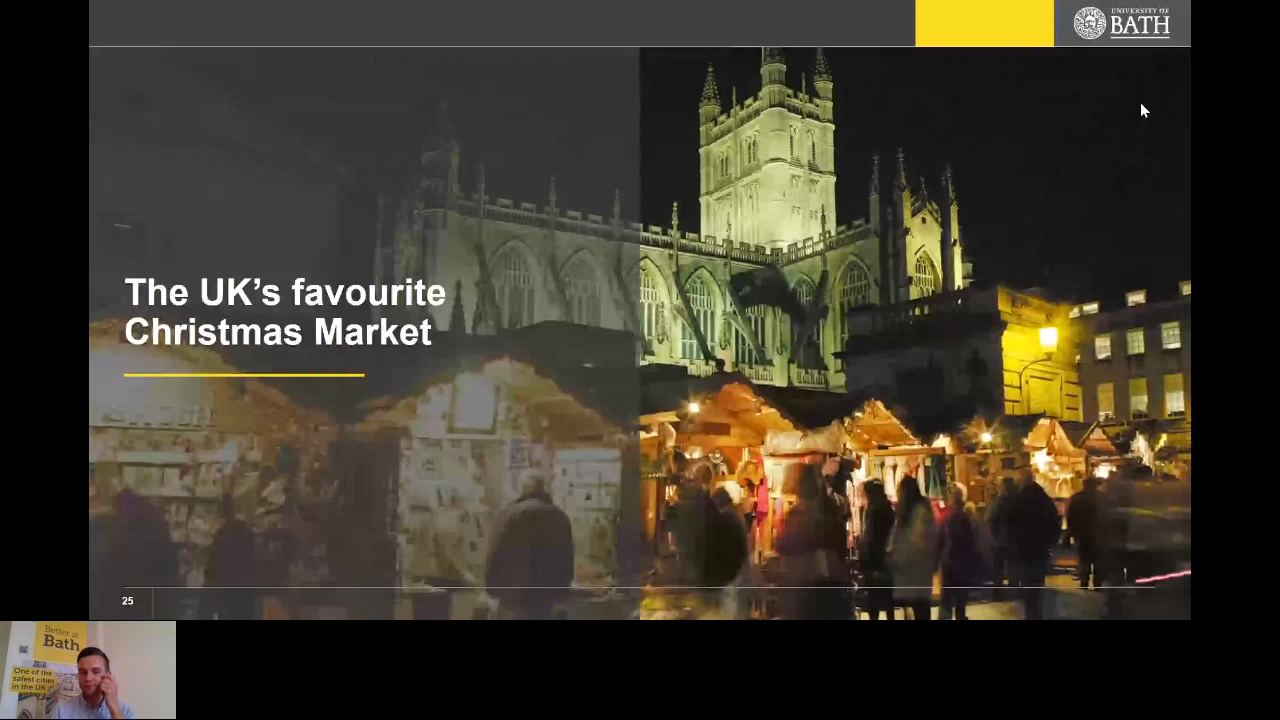 UNIVERSITY OF
BATH
The UK's favourite
Christmas Market
25
Better at
Bath
One of the
safest cities
in the UK